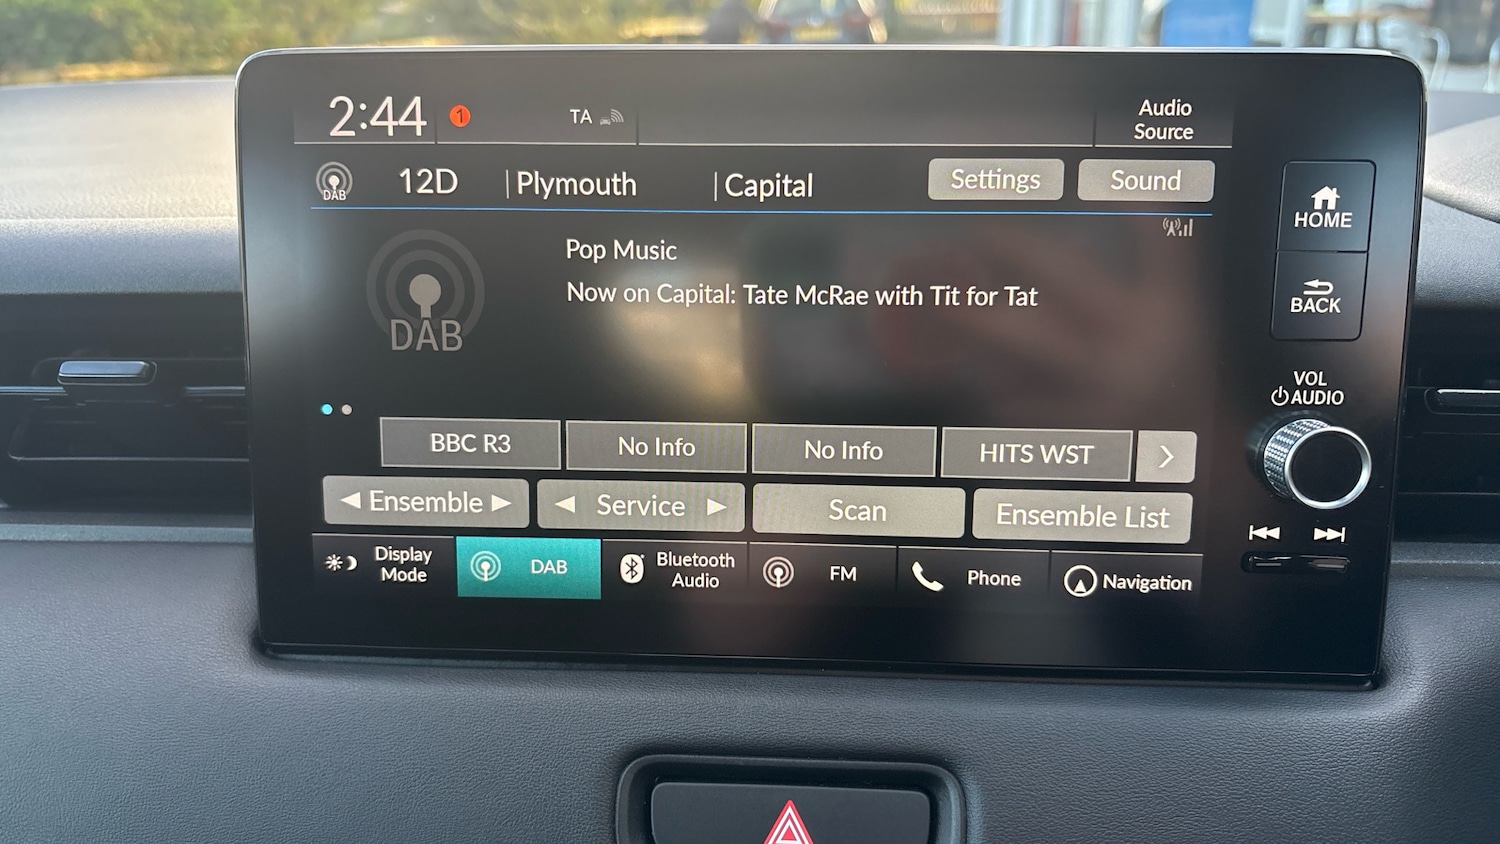 2:44 1 TA Audio
Source
DAB 12D Plymouth Capital Settings Sound
HOME
Pop Music
Now on Capital: Tate McRae with Tit for Tat
BACK
DAB
VOL
AUDIO
BBC R3 No Info No Info HITS WST
Ensemble Service Scan Ensemble List
Display
Mode
DAB
Bluetooth
Audio
FM
Phone
Navigation